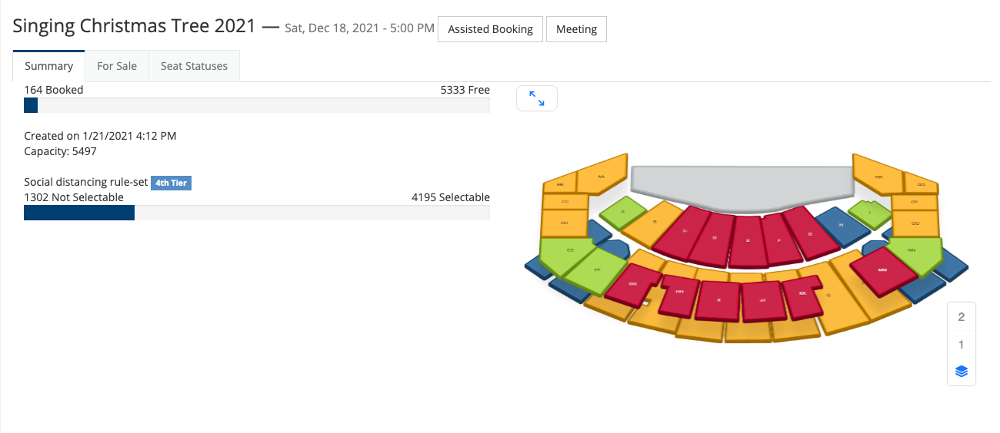 Singing Christmas Tree 2021 — Sat, Dec 18, 2021 - 5:00 PM Assisted Booking Meeting
Summary For Sale Seat Statuses
164 Booked 5333 Free
Created on 1/21/2021 4:12 PM
Capacity: 5497
Social distancing rule-set 4th Tier
1302 Not Selectable 4195 Selectable
AA RR
BB QQ
CC PP
A I
DD B H OO
C G
D E F
EE NN
FF MM
GG HH JJ KK
2
1